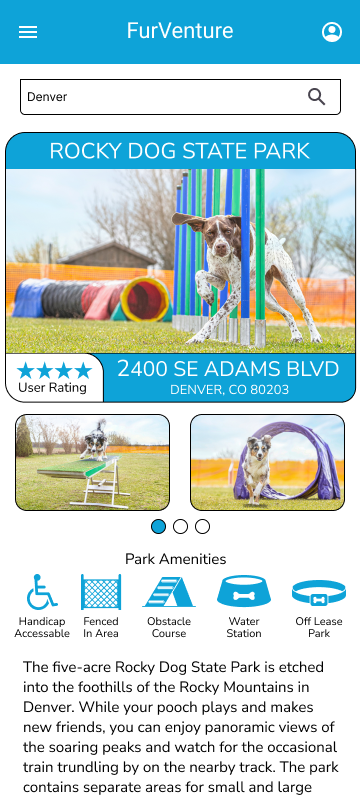 FurVenture
Denver
ROCKY DOG STATE PARK
User Rating
2400 SE ADAMS BLVD
DENVER, CO 80203
Park Amenities
Handicap
Accessable
Fenced
In Area
Obstacle
Course
Water
Station
Off Lease
Park
The five-acre Rocky Dog State Park is etched
into the foothills of the Rocky Mountains in
Denver. While your pooch plays and makes
new friends, you can enjoy panoramic views of
the soaring peaks and watch for the occasional
train trundling by on the nearby track. The park
contains separate areas for small and large